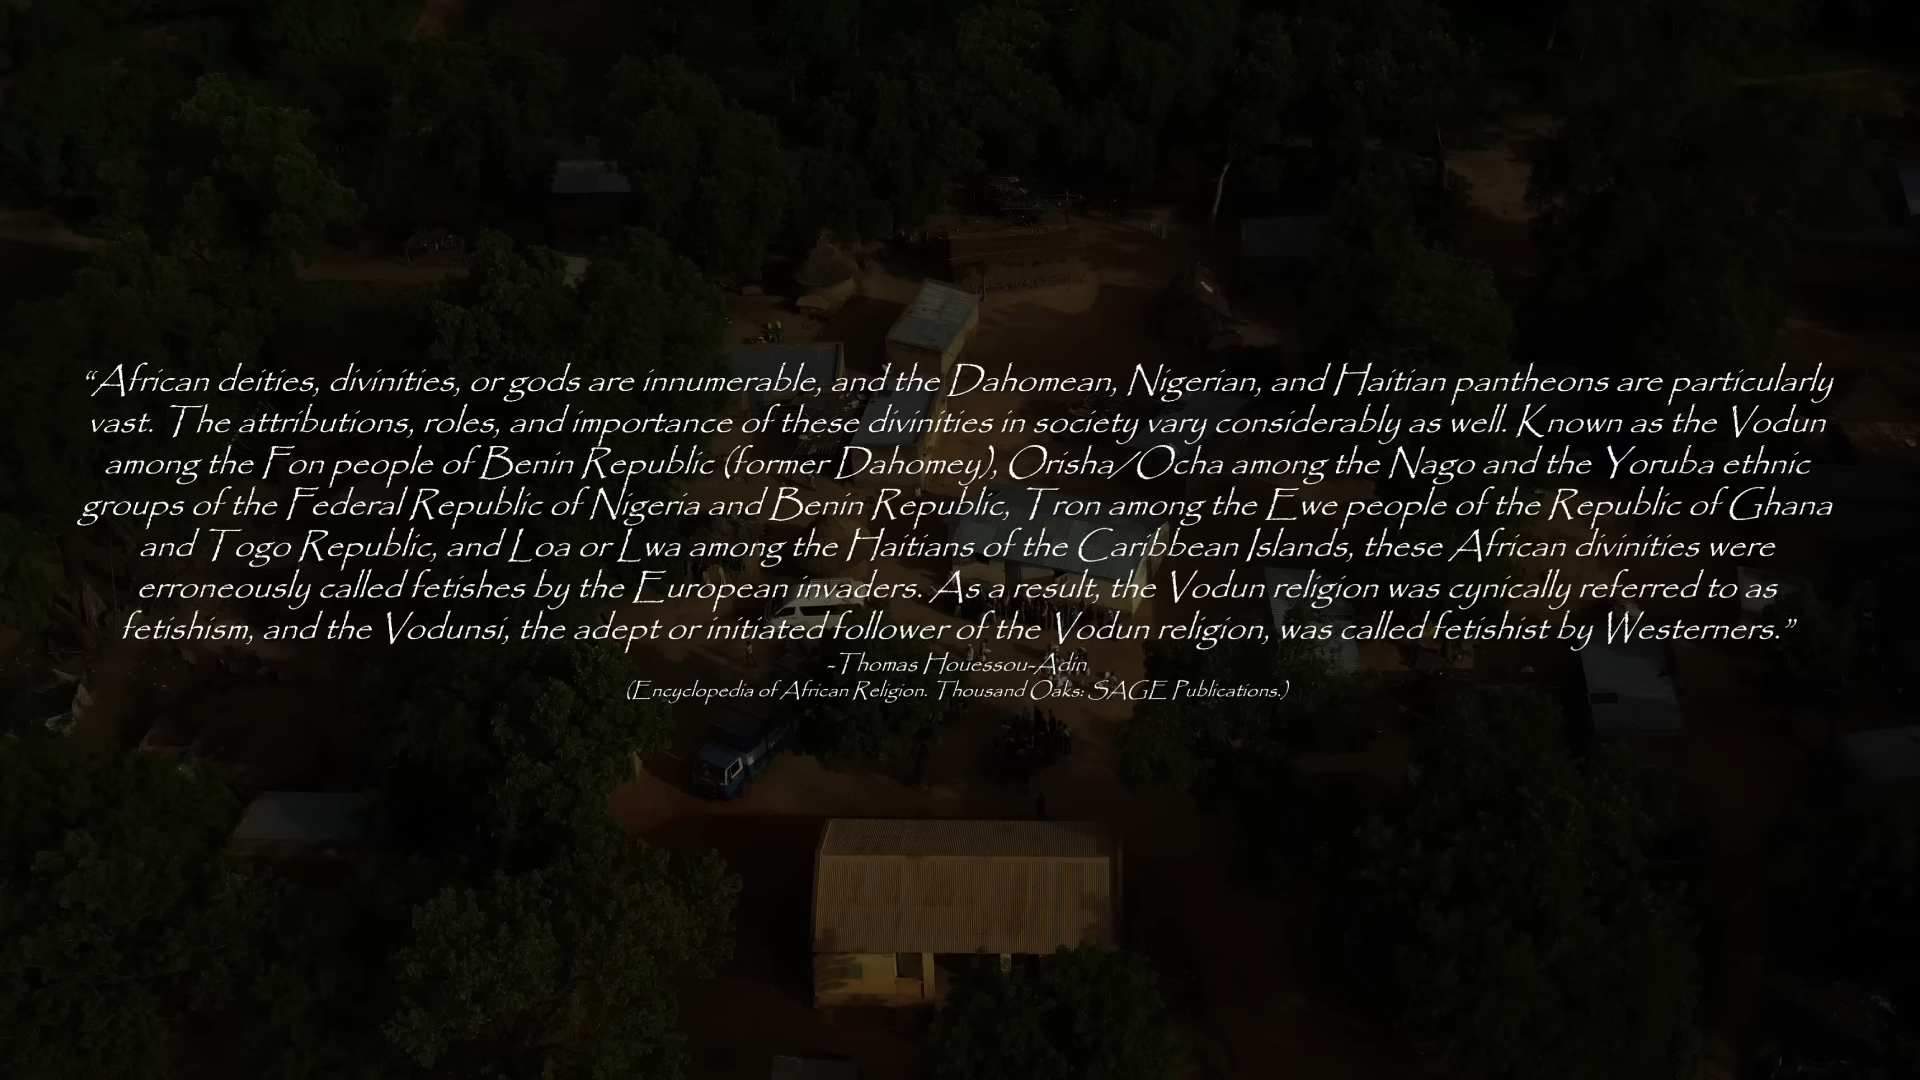 “African deities, divinities, or gods are innumerable, and the Dahomean, Nigerian, and Haitian pantheons are particularly
vast. The attributions, roles, and importance of these divinities in society vary considerably as well. Known as the Vodun
among the Fon people of Benin Republic (former Dahomey), Orisha/Ocha among the Nago and the Yoruba ethnic
groups of the Federal Republic of Nigeria and Benin Republic, Tron among the Ewe people of the Republic of Ghana
and Togo Republic, and Loa or Lwa among the Haitians of the Caribbean Islands, these African divinities were
erroneously called fetishes by the European invaders. As a result, the Vodun religion was cynically referred to as
fetishism, and the Vodunsi, the adept or initiated follower of the Vodun religion, was called fetishist by Westerners.”
-Thomas Houessou-Adin
(Encyclopedia of African Religion. Thousand Oaks: SAGE Publications.)